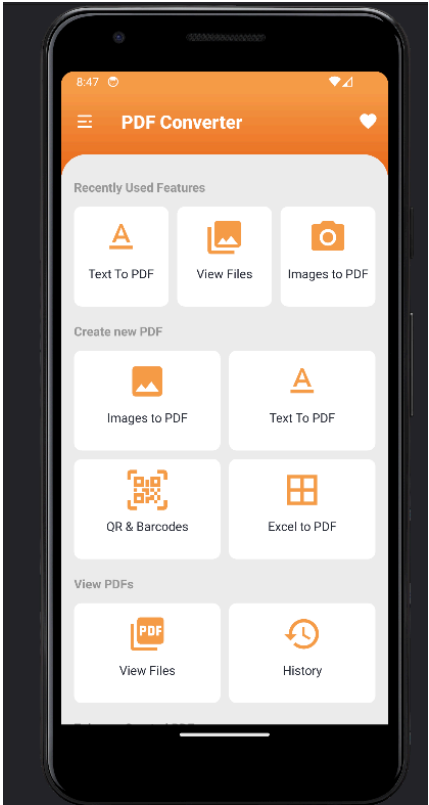 8:47
PDF Converter
Recently Used Features
Text To PDF
View Files
Images to PDF
Create new PDF
Images to PDF
Text To PDF
QR & Barcodes
Excel to PDF
View PDFs
PDF
View Files
History